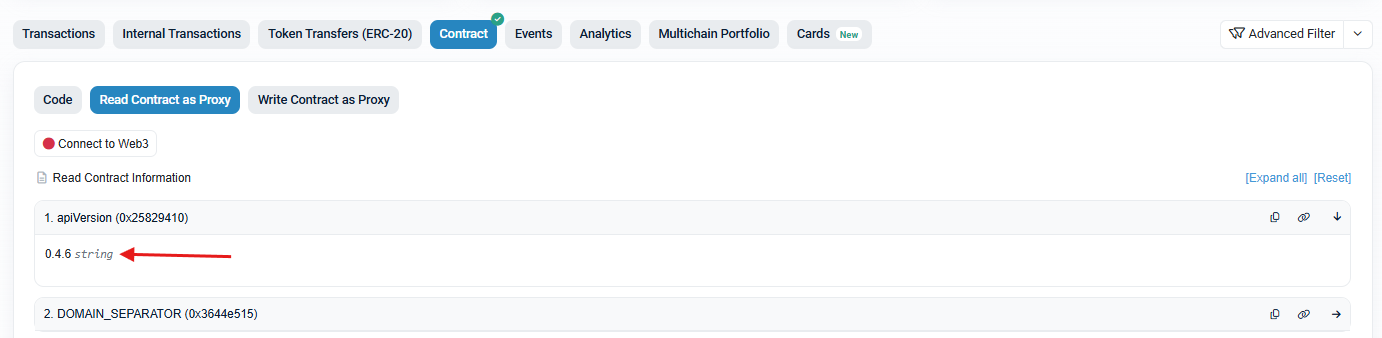 Transactions Internal Transactions Token Transfers (ERC-20) Contract Events Analytics Multichain Portfolio Cards New Advanced Filter
Code Read Contract as Proxy Write Contract as Proxy
Connect to Web3
Read Contract Information [Expand all] [Reset]
1. apiVersion (0x25829410)
0.4.6 string
2. DOMAIN_SEPARATOR (0x3644e515)